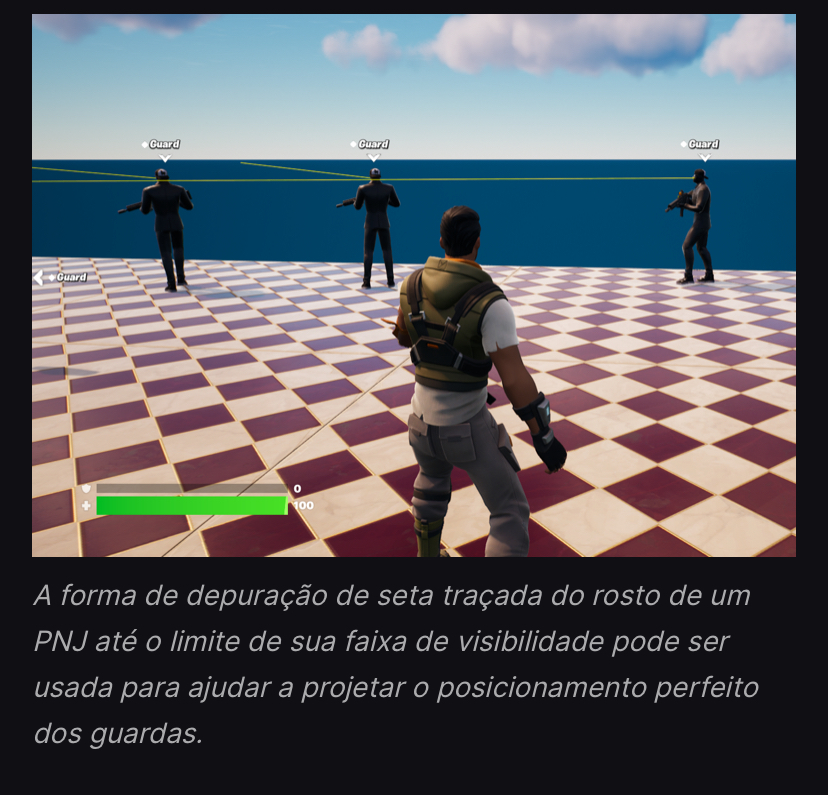 Guard Guard Guard
Guard
0
100
A forma de depuração de seta traçada do rosto de um
PNJ até o limite de sua faixa de visibilidade pode ser
usada para ajudar a projetar o posicionamento perfeito
dos guardas.